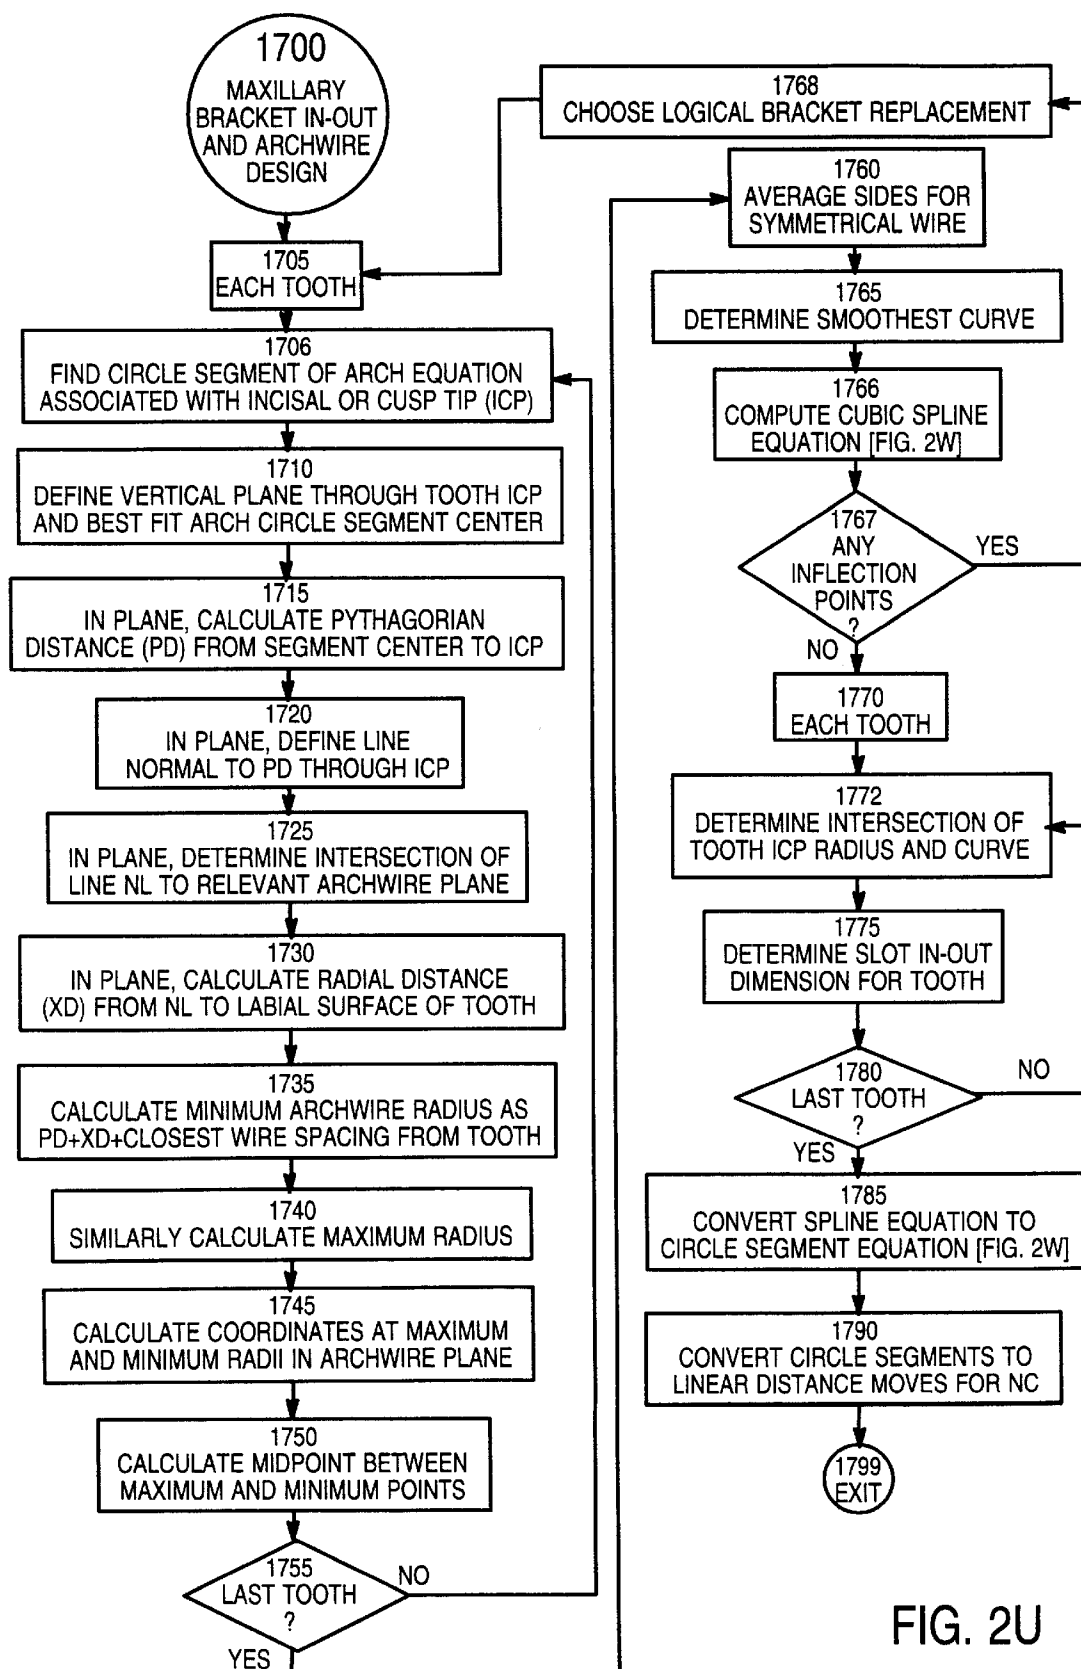 1700
MAXILLARY
BRACKET IN-OUT
AND ARCHWIRE
DESIGN
1705
EACH TOOTH
1706
FIND CIRCLE SEGMENT OF ARCH EQUATION
ASSOCIATED WITH INCISAL OR CUSP TIP (ICP)
1710
DEFINE VERTICAL PLANE THROUGH TOOTH ICP
AND BEST FIT ARCH CIRCLE SEGMENT CENTER
1715
IN PLANE, CALCULATE PYTHAGORIAN
DISTANCE (PD) FROM SEGMENT CENTER TO ICP
1720
IN PLANE, DEFINE LINE
NORMAL TO PD THROUGH ICP
1725
IN PLANE, DETERMINE INTERSECTION OF
LINE NL TO RELEVANT ARCHWIRE PLANE
1730
IN PLANE, CALCULATE RADIAL DISTANCE
(XD) FROM NL TO LABIAL SURFACE OF TOOTH
1735
CALCULATE MINIMUM ARCHWIRE RADIUS AS
PD+XD+CLOSEST WIRE SPACING FROM TOOTH
1740
SIMILARLY CALCULATE MAXIMUM RADIUS
1745
CALCULATE COORDINATES AT MAXIMUM
AND MINIMUM RADII IN ARCHWIRE PLANE
1750
CALCULATE MIDPOINT BETWEEN
MAXIMUM AND MINIMUM POINTS
1755
LAST TOOTH
?
NO
YES
1768
CHOOSE LOGICAL BRACKET REPLACEMENT
1760
AVERAGE SIDES FOR
SYMMETRICAL WIRE
1765
DETERMINE SMOOTHEST CURVE
1766
COMPUTE CUBIC SPLINE
EQUATION [FIG. 2W]
1767
ANY
INFLECTION
POINTS
?
YES
NO
1770
EACH TOOTH
1772
DETERMINE INTERSECTION OF
TOOTH ICP RADIUS AND CURVE
1775
DETERMINE SLOT IN-OUT
DIMENSION FOR TOOTH
1780
LAST TOOTH
?
NO
YES
1785
CONVERT SPLINE EQUATION TO
CIRCLE SEGMENT EQUATION [FIG. 2W]
1790
CONVERT CIRCLE SEGMENTS TO
LINEAR DISTANCE MOVES FOR NC
1799
EXIT
FIG. 2U